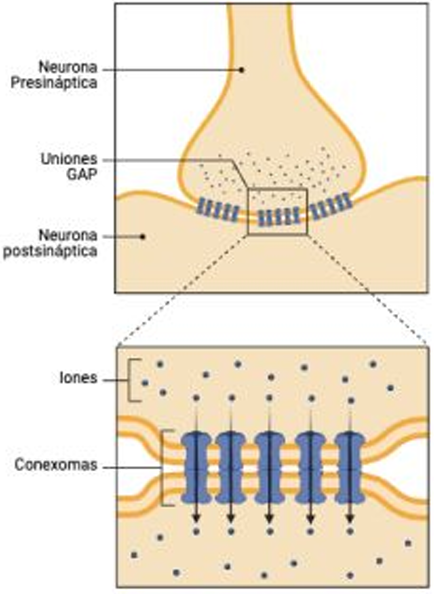 Neurona
Presináptica
Uniones
GAP
Neurona
postsináptica
Iones
Conexomas